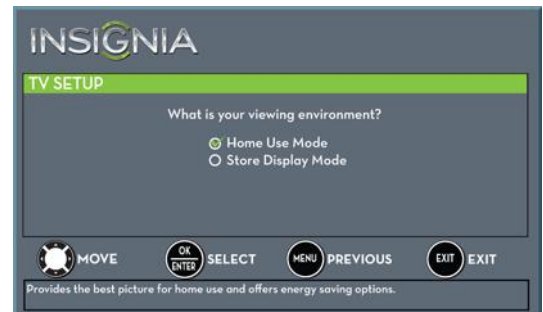 INSIGNIA
TV SETUP
What is your viewing environment?
Home Use Mode
Store Display Mode
MOVE OK ENTER SELECT MENU PREVIOUS EXIT EXIT
Provides the best picture for home use and offers energy saving options.